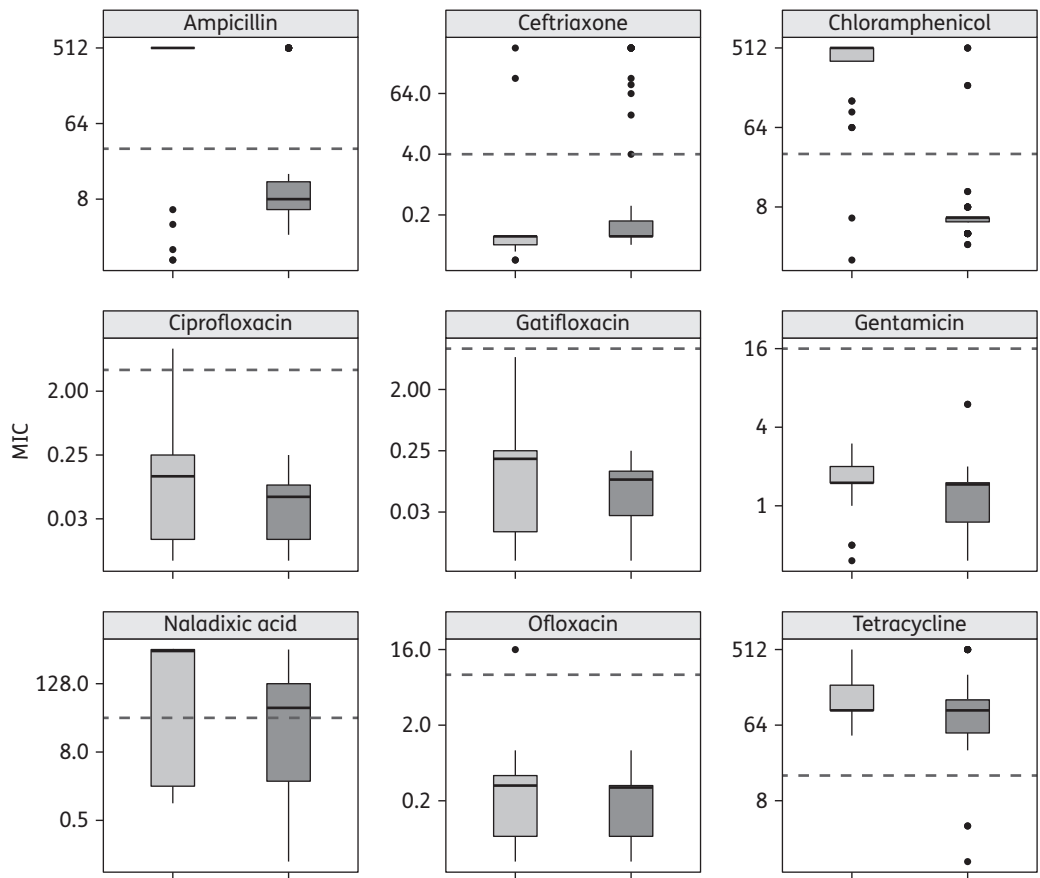 Ampicillin
512
64
8
Ceftriaxone
64.0
4.0
0.2
Chloramphenicol
512
64
8
MIC
Ciprofloxacin
2.00
0.25
0.03
Gatifloxacin
2.00
0.25
0.03
Gentamicin
16
4
1
Naladixic acid
128.0
8.0
0.5
Ofloxacin
16.0
2.0
0.2
Tetracycline
512
64
8